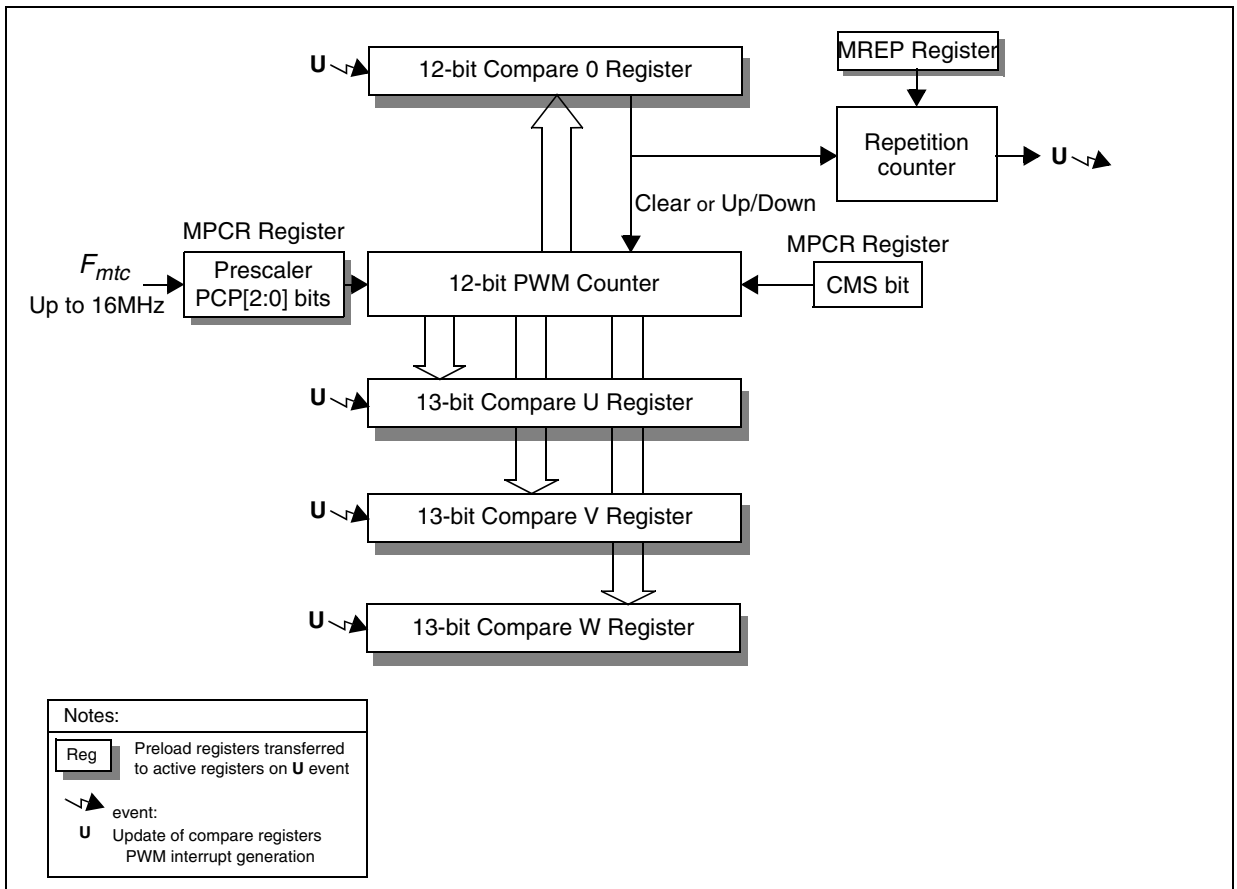 U
12-bit Compare 0 Register
MREP Register
Repetition
counter
U
Clear or Up/Down
MPCR Register
Fmtc
Up to 16MHz
Prescaler
PCP[2:0] bits
12-bit PWM Counter
MPCR Register
CMS bit
U
13-bit Compare U Register
U
13-bit Compare V Register
U
13-bit Compare W Register
Notes:
Reg
Preload registers transferred
to active registers on U event
event:
U Update of compare registers
PWM interrupt generation